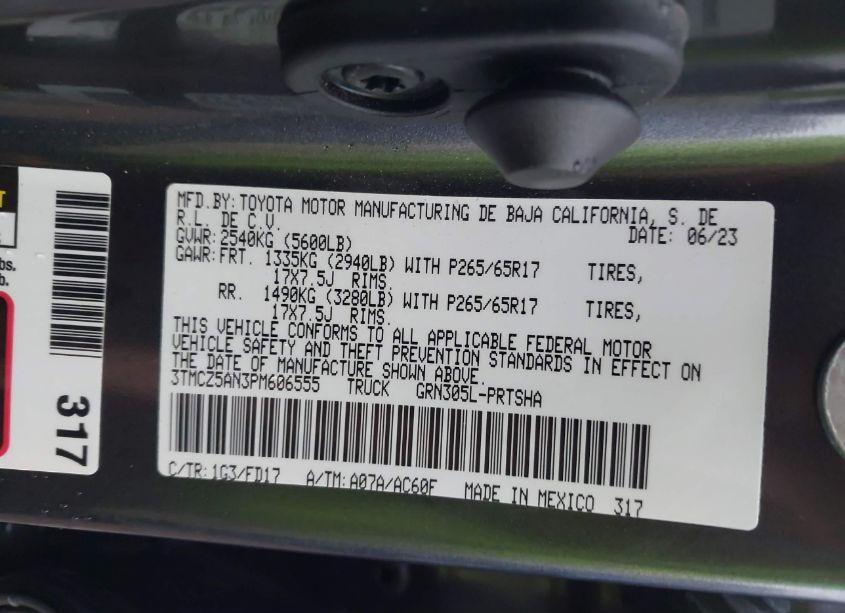 MFD.BY:TOYOTA MOTOR MANUFACTURING DE BAJA CALIFORNIA, S. DE
R.L. DE C.V. DATE: 06/23
GVWR:2540KG (5600LB)
GAWR:FRT. 1335KG (2940LB) WITH P265/65R17 TIRES,
17X7.5J RIMS.
RR. 1490KG (3280LB) WITH P265/65R17 TIRES,
17X7.5J RIMS.
THIS VEHICLE CONFORMS TO ALL APPLICABLE FEDERAL MOTOR
VEHICLE SAFETY AND THEFT PREVENTION STANDARDS IN EFFECT ON
THE DATE OF MANUFACTURE SHOWN ABOVE.
3TMCZ5AN3PM606555 TRUCK GRN305L-PRTSHA
C/TR:1G3/FD17 A/TM:A07A/AC60F MADE IN MEXICO 317
317
bs.
b.